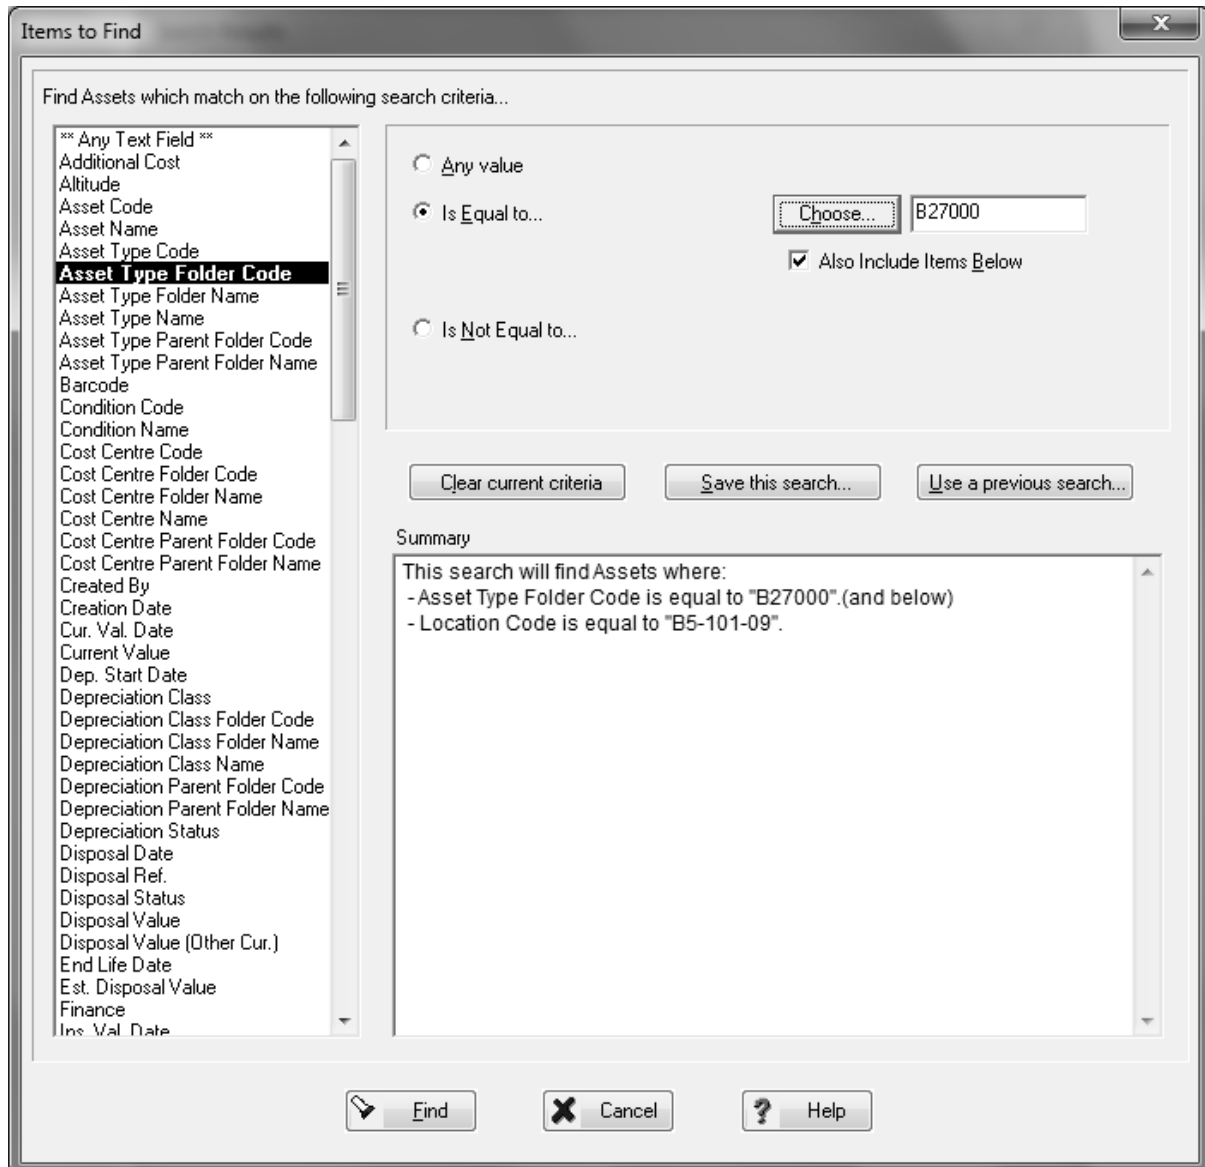 Items to Find
x
Find Assets which match on the following search criteria...
** Any Text Field **
Additional Cost
Altitude
Asset Code
Asset Name
Asset Type Code
Asset Type Folder Code
Asset Type Folder Name
Asset Type Name
Asset Type Parent Folder Code
Asset Type Parent Folder Name
Barcode
Condition Code
Condition Name
Cost Centre Code
Cost Centre Folder Code
Cost Centre Folder Name
Cost Centre Name
Cost Centre Parent Folder Code
Cost Centre Parent Folder Name
Created By
Creation Date
Cur. Val. Date
Current Value
Dep. Start Date
Depreciation Class
Depreciation Class Folder Code
Depreciation Class Folder Name
Depreciation Class Name
Depreciation Parent Folder Code
Depreciation Parent Folder Name
Depreciation Status
Disposal Date
Disposal Ref.
Disposal Status
Disposal Value
Disposal Value (Other Cur.)
End Life Date
Est. Disposal Value
Finance
Ins. Val. Date
Any value
Is Equal to...
Choose...
B27000
Also Include Items Below
Is Not Equal to...
Clear current criteria
Save this search...
Use a previous search...
Summary
This search will find Assets where:
- Asset Type Folder Code is equal to "B27000".(and below)
- Location Code is equal to "B5-101-09".
Find
Cancel
Help